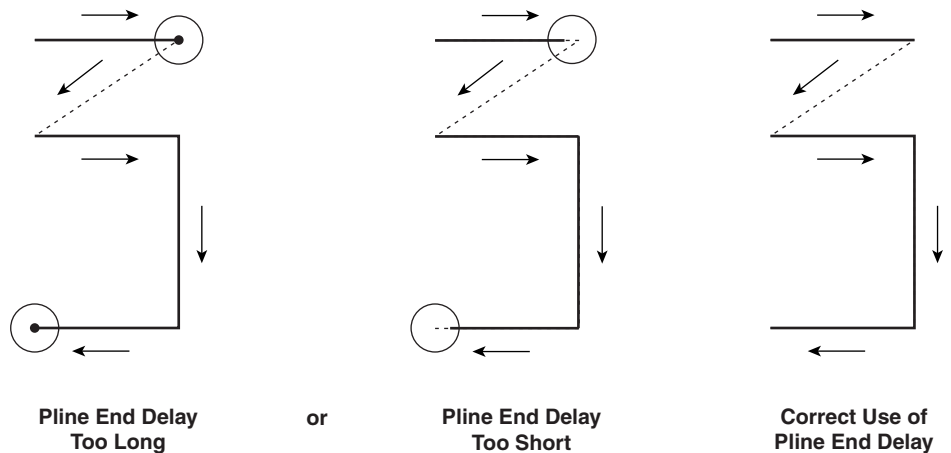 Pline End Delay
Too Long
or
Pline End Delay
Too Short
Correct Use of
Pline End Delay